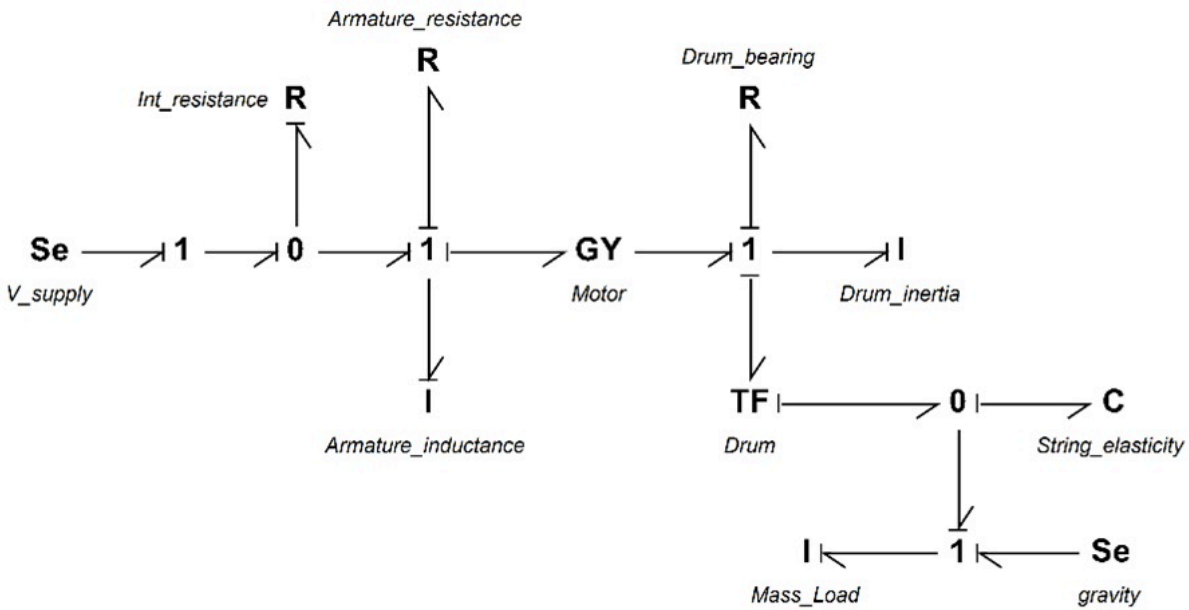 Armature_resistance
R
Drum_bearing
R
Int_resistance R
Se 1 0 1 GY 1 I
V_supply Motor Drum_inertia
I TF 0 C
Armature_inductance Drum String_elasticity
I 1 Se
Mass_Load gravity